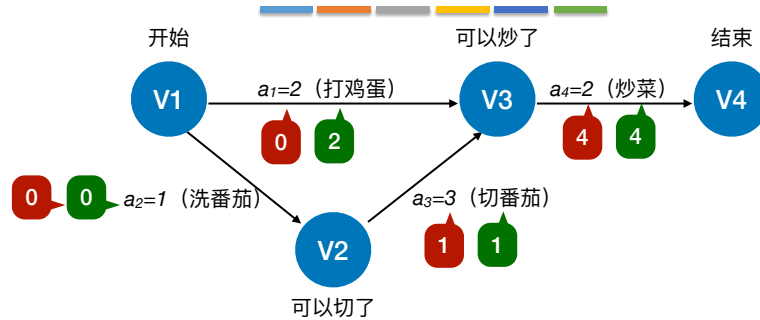 开始
可以炒了
结束
V1
a1=2（打鸡蛋）
V3
a4=2（炒菜）
V4
0
2
4
4
0
0
a2=1（洗番茄）
a3=3（切番茄）
V2
1
1
可以切了